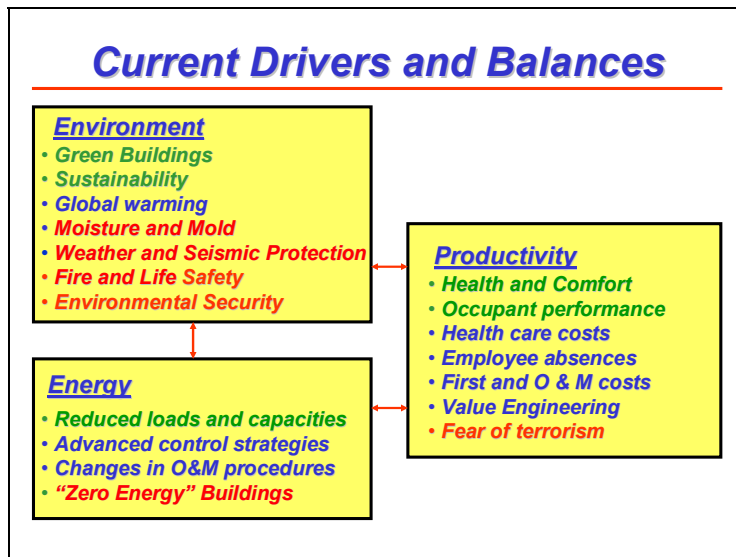 Current Drivers and Balances
Environment
• Green Buildings
• Sustainability
• Global warming
• Moisture and Mold
• Weather and Seismic Protection
• Fire and Life Safety
• Environmental Security
Productivity
• Health and Comfort
• Occupant performance
• Health care costs
• Employee absences
• First and O & M costs
• Value Engineering
• Fear of terrorism
Energy
• Reduced loads and capacities
• Advanced control strategies
• Changes in O&M procedures
• “Zero Energy” Buildings